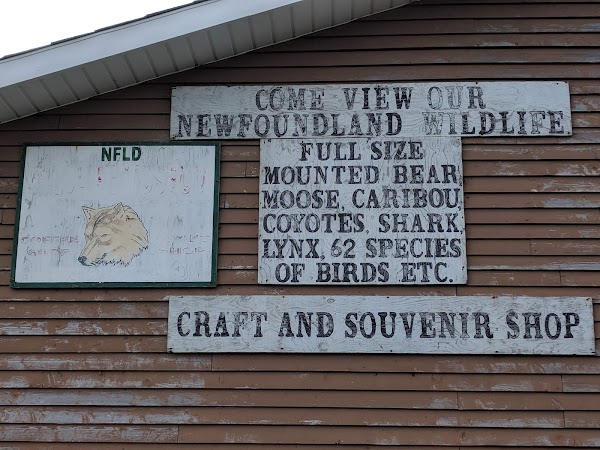 COME VIEW OUR
NEWFOUNDLAND WILDLIFE
NFLD
FULL SIZE
MOUNTED BEAR
MOOSE, CARIBOU,
COYOTES, SHARK,
LYNX, 62 SPECIES
OF BIRDS ETC.
CRAFT AND SOUVENIR SHOP